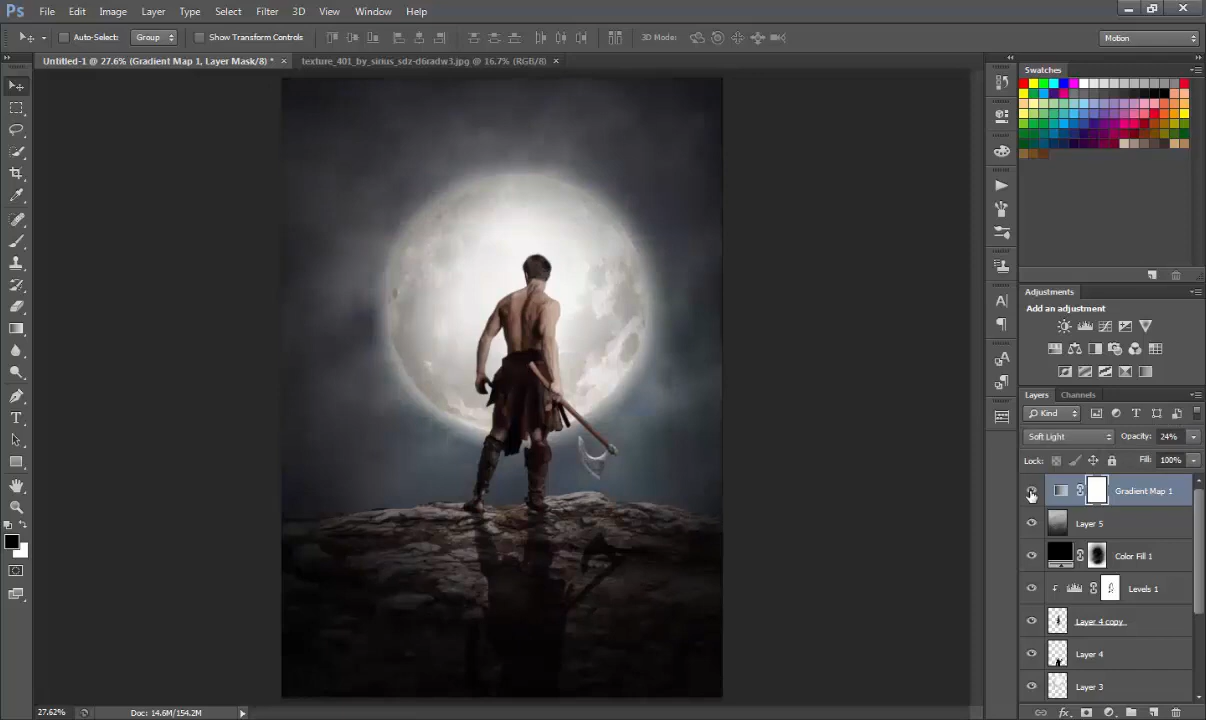 Ps File Edit Image Layer Type Select Filter 3D View Window Help
Auto-Select: Group Show Transform Controls 3D Mode: Motion
Untitled-1 @ 27.6% (Gradient Map 1, Layer Mask/8) * × texture_401_by_sirius_sdz-d6radw3.jpg @ 16.7% (RGB/8) ×
Swatches
Adjustments
Add an adjustment
Layers Channels
Kind
Soft Light Opacity: 24%
Lock: Fill: 100%
Gradient Map 1
Layer 5
Color Fill 1
Levels 1
Layer 4 copy
Layer 4
Layer 3
27.62% Doc: 14.6M/154.2M